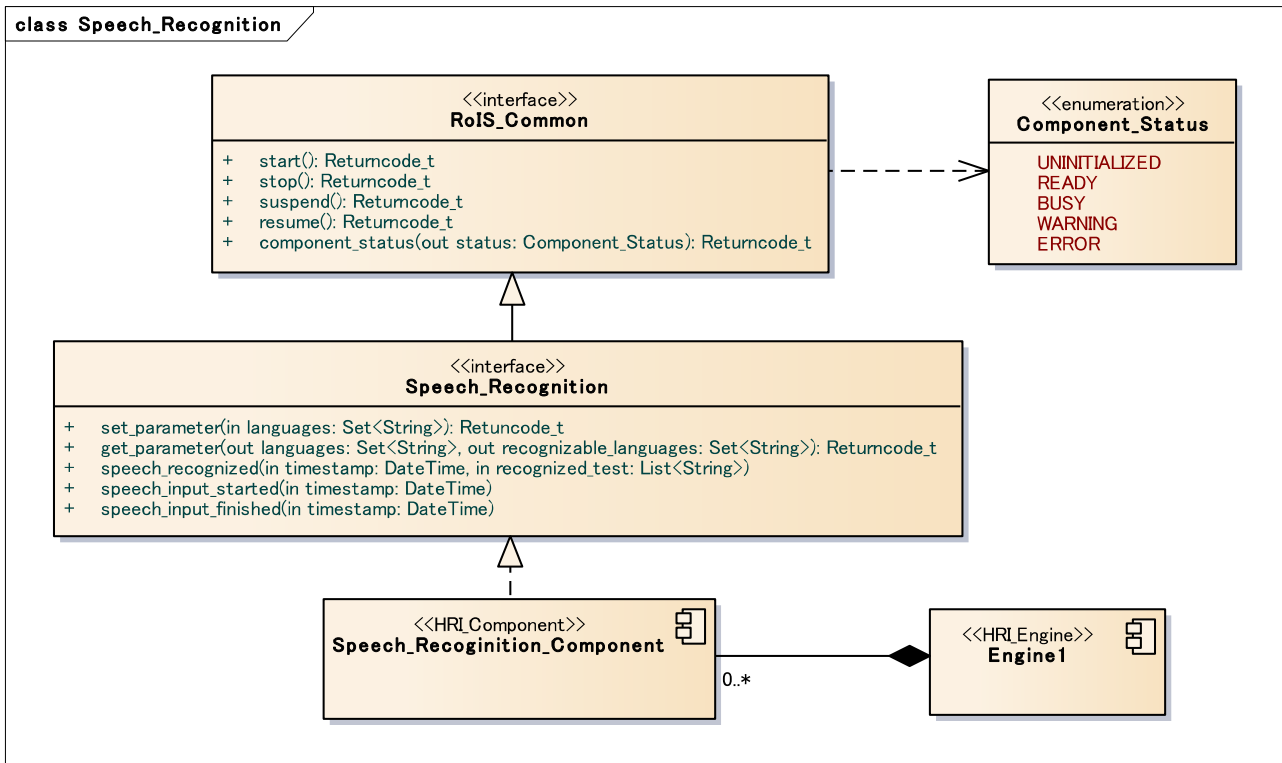 class Speech_Recognition
<<interface>>
RoIS_Common
+ start(): Returncode_t
+ stop(): Returncode_t
+ suspend(): Returncode_t
+ resume(): Returncode_t
+ component_status(out status: Component_Status): Returncode_t
<<enumeration>>
Component_Status
UNINITIALIZED
READY
BUSY
WARNING
ERROR
<<interface>>
Speech_Recognition
+ set_parameter(in languages: Set<String>): Retuncode_t
+ get_parameter(out languages: Set<String>, out recognizable_languages: Set<String>): Returncode_t
+ speech_recognized(in timestamp: DateTime, in recognized_test: List<String>)
+ speech_input_started(in timestamp: DateTime)
+ speech_input_finished(in timestamp: DateTime)
<<HRI_Component>>
Speech_Recoginition_Component
0..*
<<HRI_Engine>>
Engine1